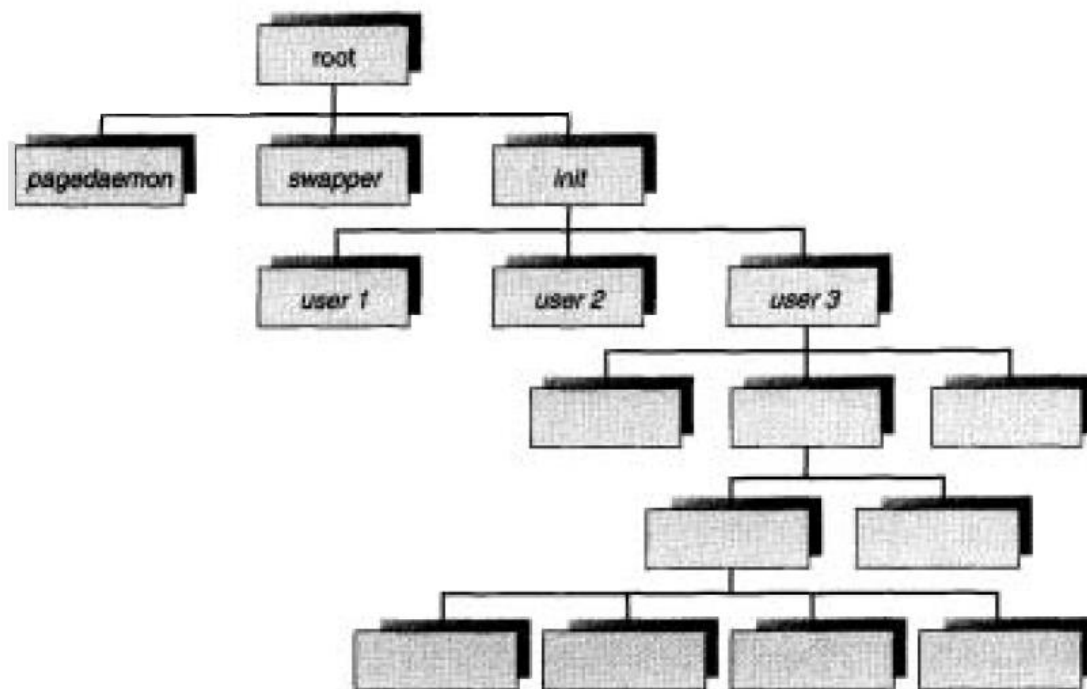 root
pagedaemon
swapper
init
user 1
user 2
user 3